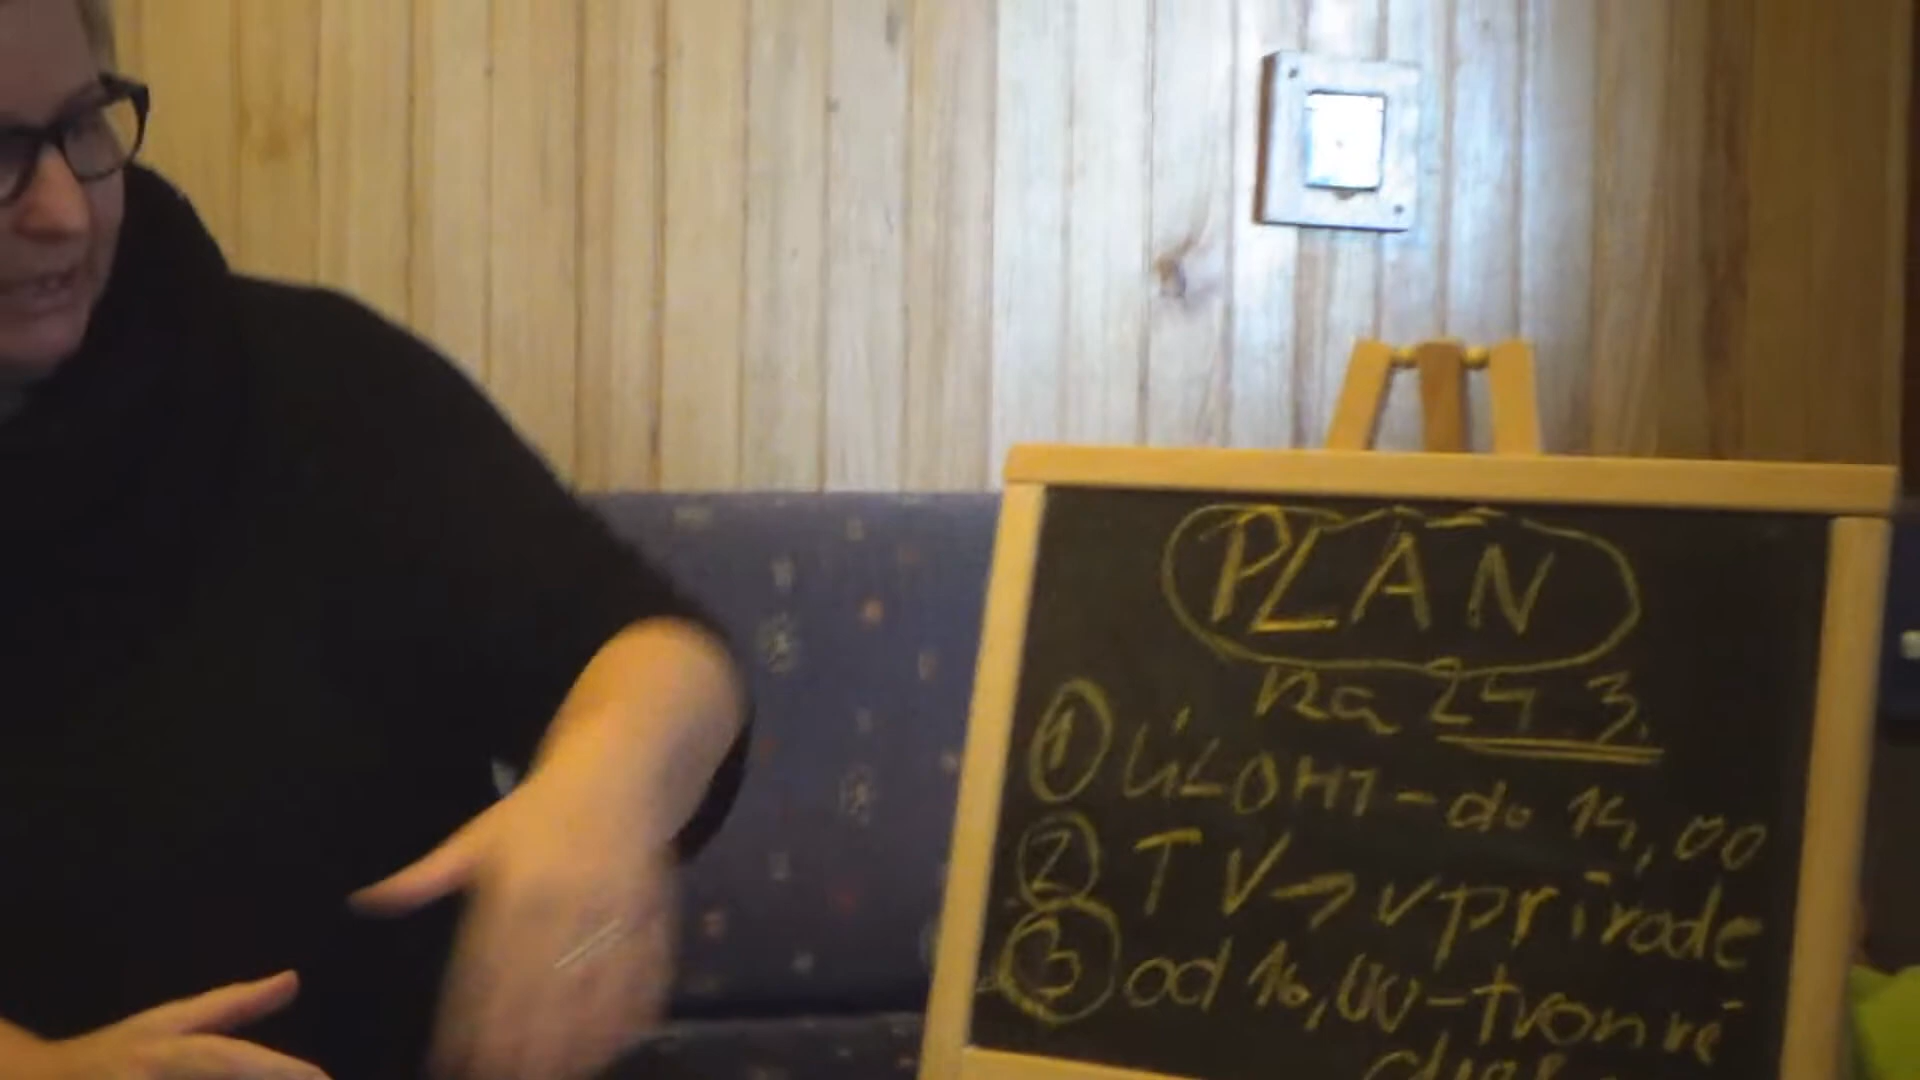 PLÁN
na 24.3.
① ÚLOHY - do 14,00
② TV → v prírode
③ od 16,00 - tvorivé